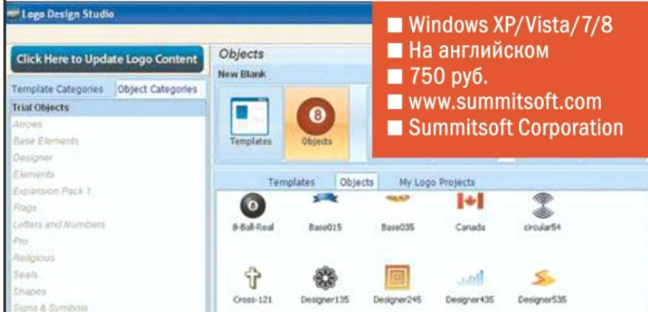 Logo Design Studio
■ Windows XP/Vista/7/8
■ На английском
■ 750 руб.
■ www.summitsoft.com
■ Summitsoft Corporation
Click Here to Update Logo Content
Objects
New Blank
Template Categories Object Categories
Trial Objects
Arrows
Base Elements
Designer
Elements
Expansion Pack 1
Flags
Letters and Numbers
Pro
Religious
Seals
Shapes
Signs & Symbols
8
Templates Objects
Templates Objects My Logo Projects
8-Ball-Real Base015 Base035 Canada circular54
Cross-121 Designer135 Designer245 Designer435 Designer535